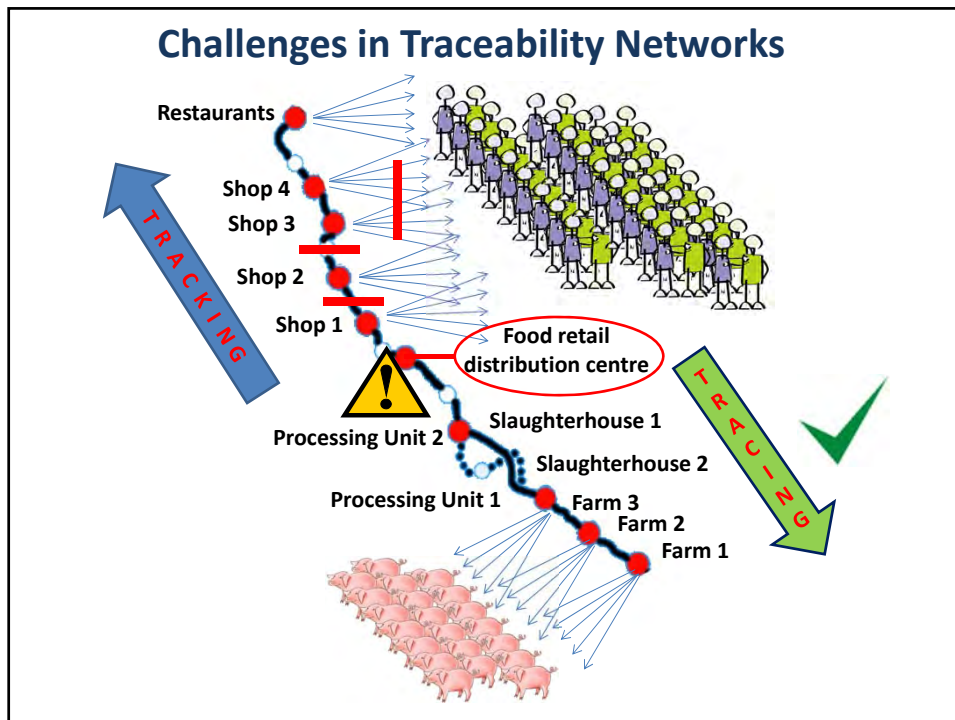 Challenges in Traceability Networks
Restaurants
Shop 4
Shop 3
Shop 2
Shop 1
TRACKING
Food retail
distribution centre
!
TRACING
Slaughterhouse 1
Processing Unit 2
Slaughterhouse 2
Processing Unit 1
Farm 3
Farm 2
Farm 1